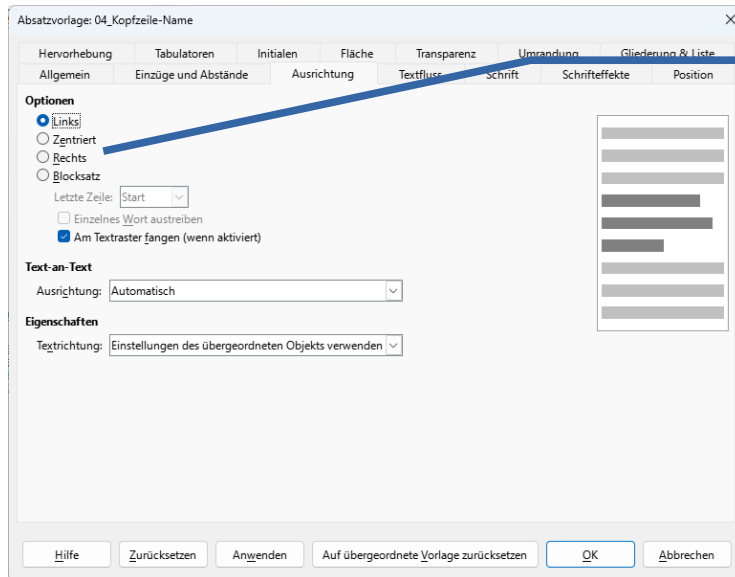 Absatzvorlage: 04_Kopfzeile-Name
Hervorhebung Tabulatoren Initialen Fläche Transparenz Umrandung Gliederung & Liste
Allgemein Einzüge und Abstände Ausrichtung Textfluss Schrift Schrifteffekte Position
Optionen
Links
Zentriert
Rechts
Blocksatz
Letzte Zeile: Start
Einzelnes Wort austreiben
Am Textraster fangen (wenn aktiviert)
Text-an-Text
Ausrichtung: Automatisch
Eigenschaften
Textrichtung: Einstellungen des übergeordneten Objekts verwenden
Hilfe Zurücksetzen Anwenden Auf übergeordnete Vorlage zurücksetzen OK Abbrechen